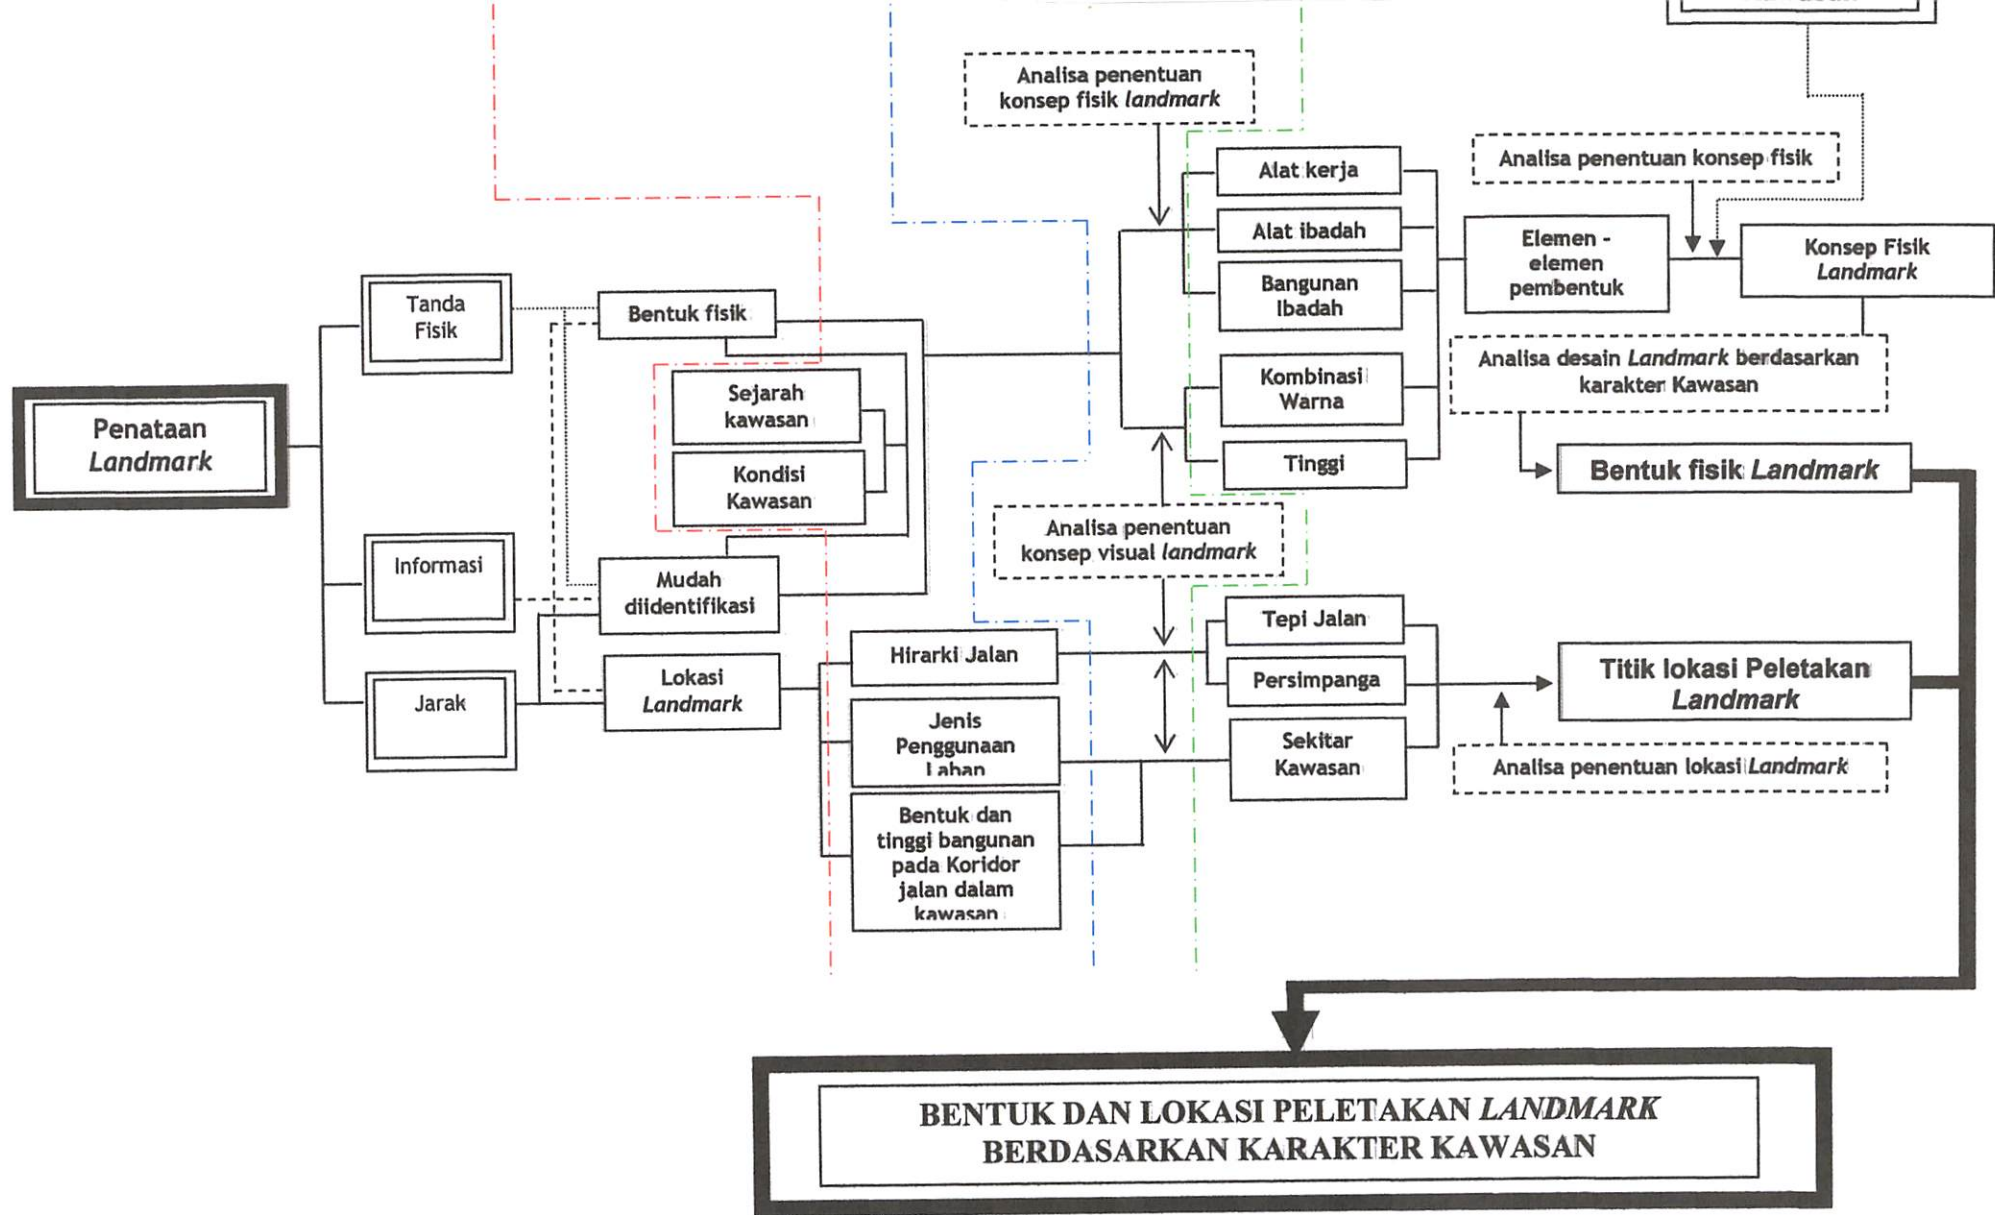 Analisa penentuan
konsep fisik landmark
Alat kerja
Analisa penentuan konsep fisik
Alat ibadah
Elemen -
elemen
pembentuk
Konsep Fisik
Landmark
Bangunan
Ibadah
Tanda
Fisik
Bentuk fisik
Analisa desain Landmark berdasarkan
karakter Kawasan
Kombinasi
Warna
Sejarah
kawasan
Penataan
Landmark
Tinggi
Bentuk fisik Landmark
Kondisi
Kawasan
Analisa penentuan
konsep visual landmark
Informasi
Mudah
diidentifikasi
Tepi Jalan
Hirarki Jalan
Lokasi
Landmark
Persimpanga
Titik lokasi Peletakan
Landmark
Jarak
Jenis
Penggunaan
Lahan
Sekitar
Kawasan
Analisa penentuan lokasi Landmark
Bentuk dan
tinggi bangunan
pada Koridor
jalan dalam
kawasan
BENTUK DAN LOKASI PELETAKAN LANDMARK
BERDASARKAN KARAKTER KAWASAN